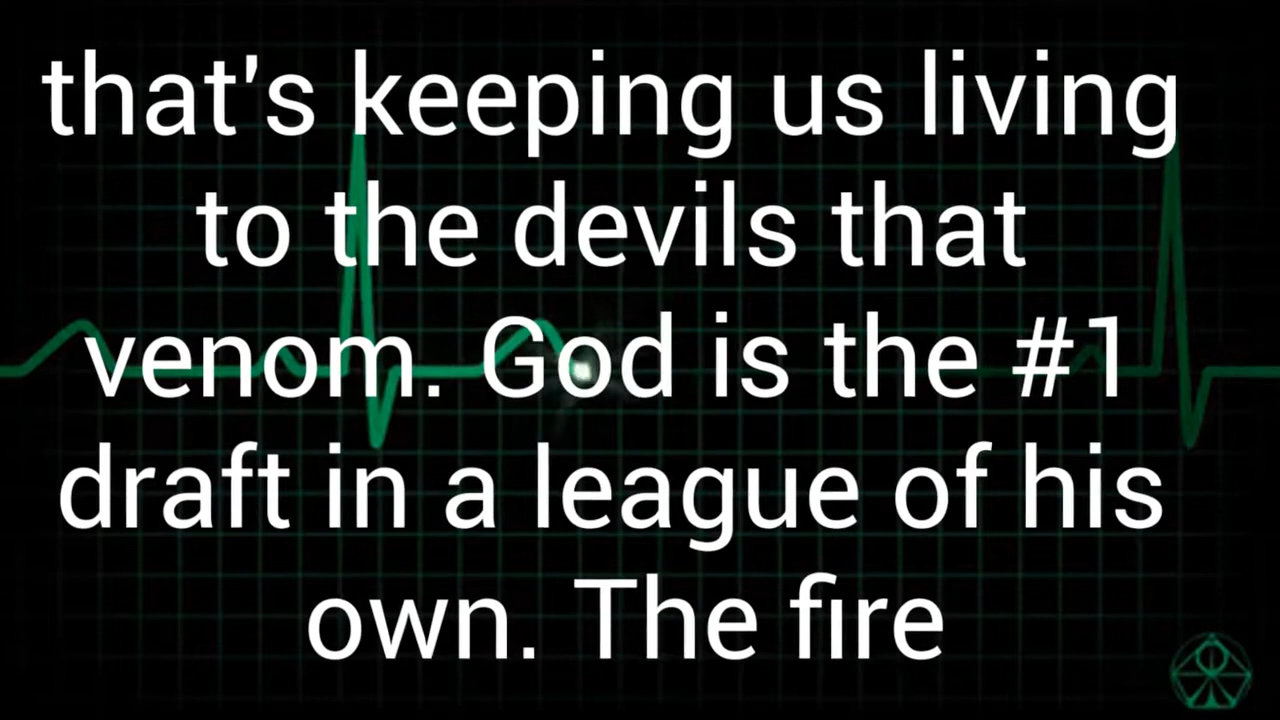 that's keeping us living
to the devils that
venom. God is the #1
draft in a league of his
own. The fire